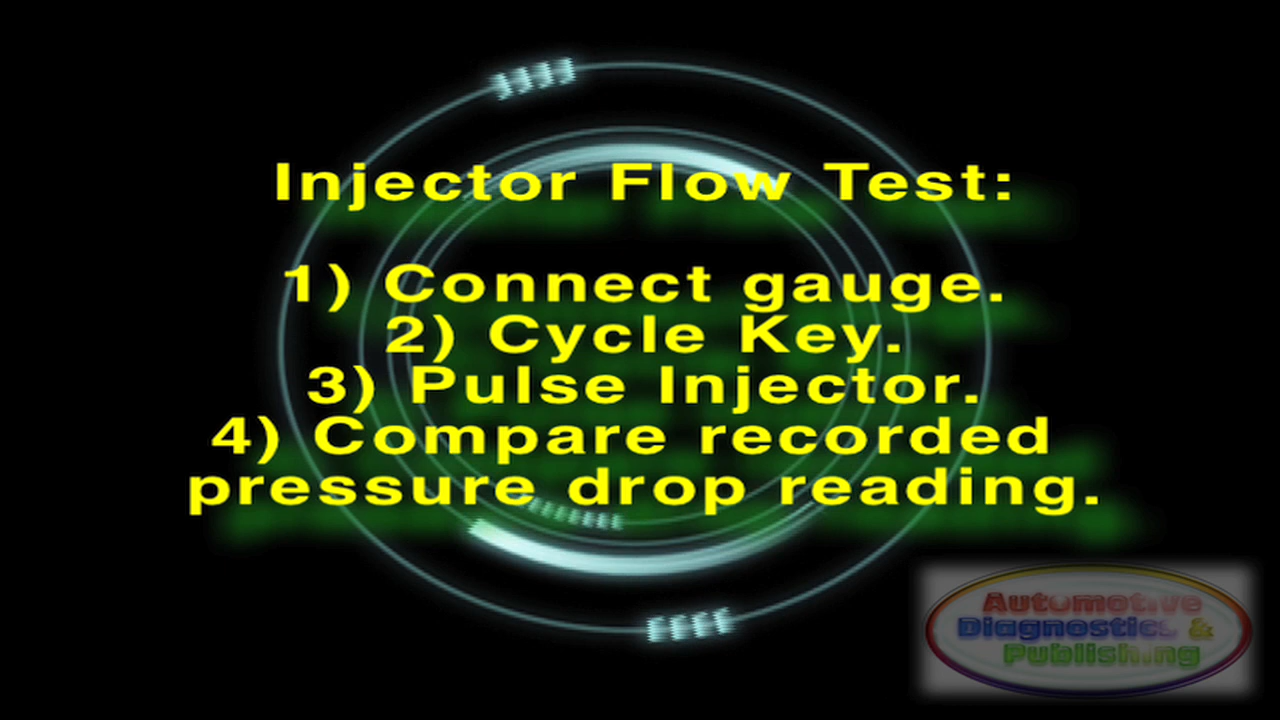 Injector Flow Test:
1) Connect gauge.
2) Cycle Key.
3) Pulse Injector.
4) Compare recorded
pressure drop reading.
Automotive
Diagnostics &
Publishing